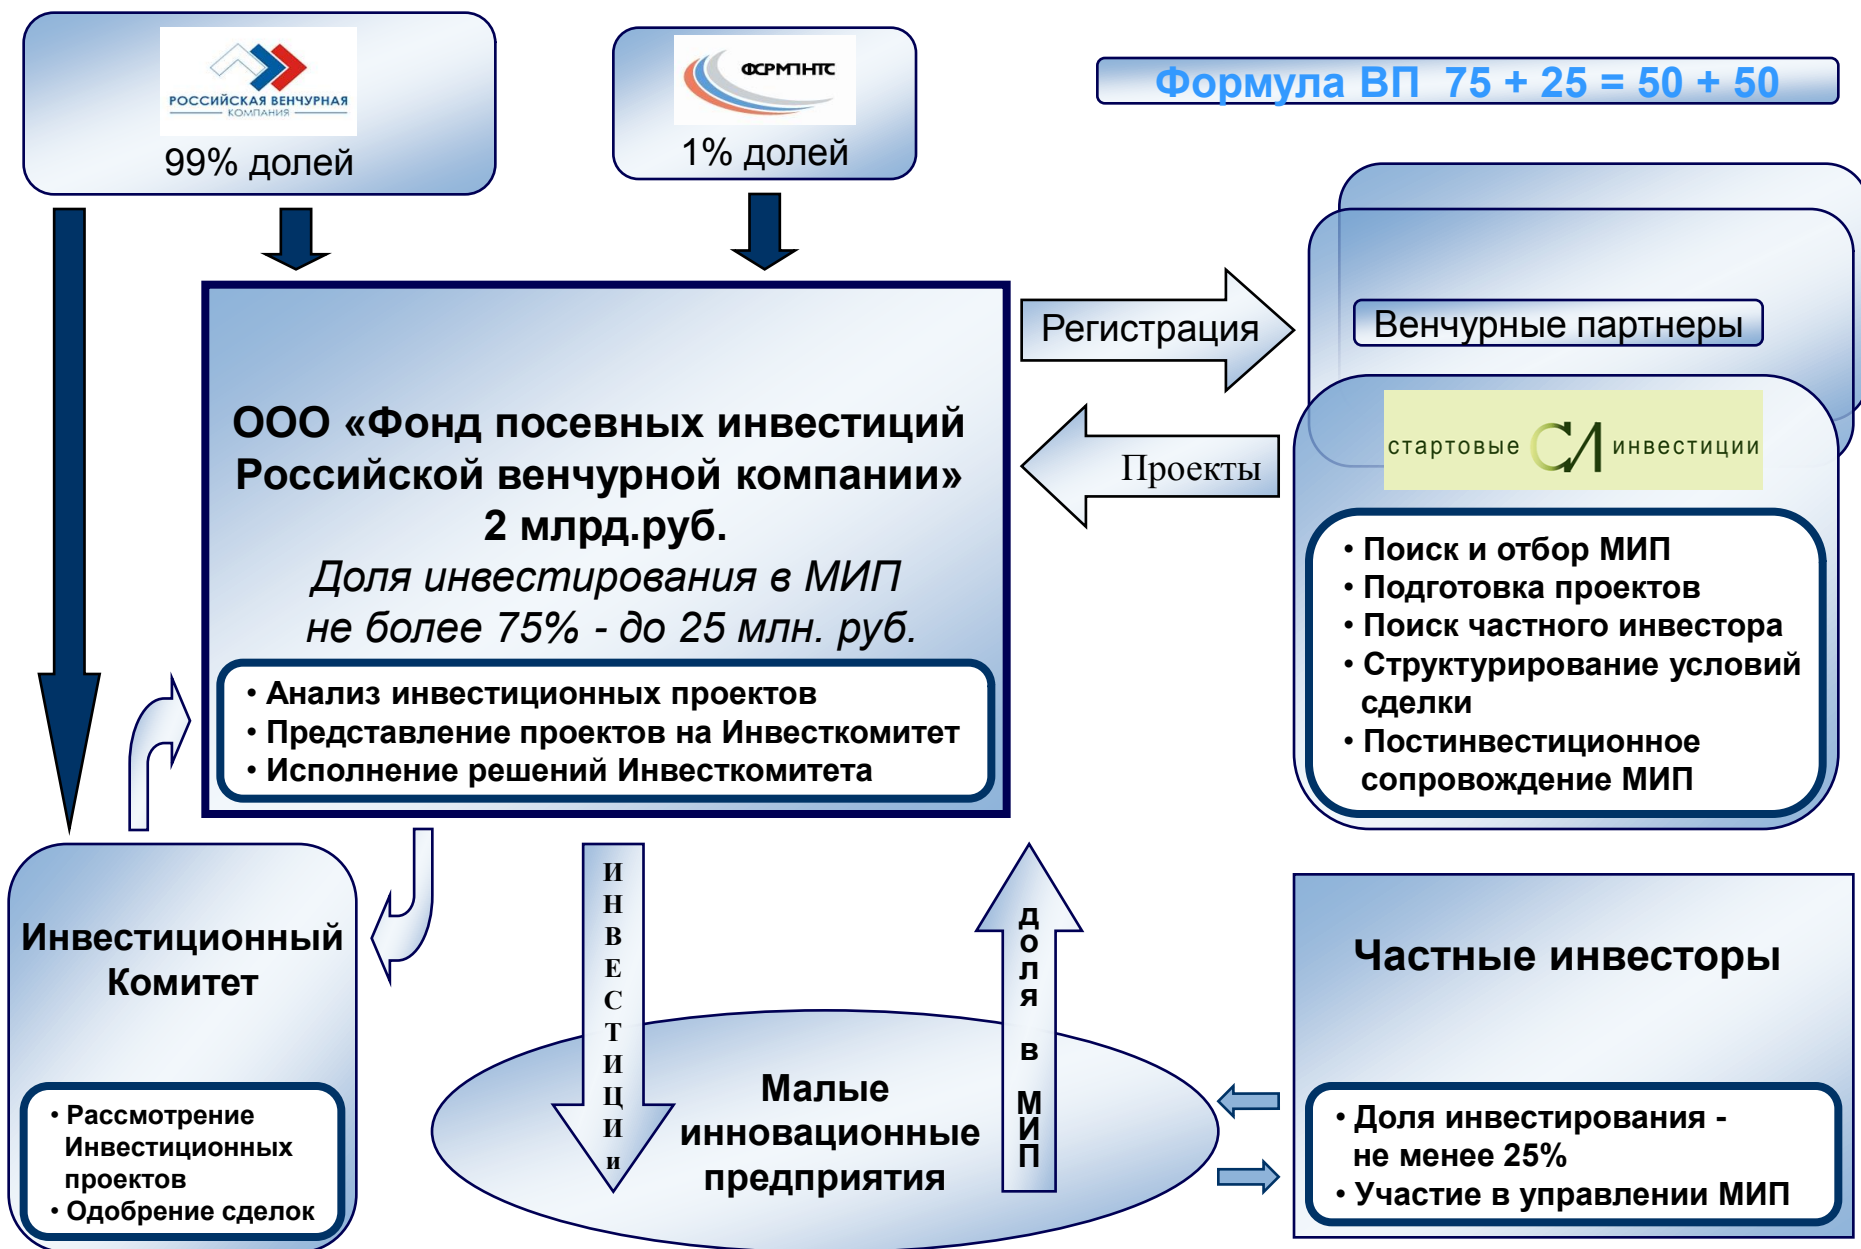 РОССИЙСКАЯ ВЕНЧУРНАЯ
КОМПАНИЯ
99% долей
ФСРМПНТС
1% долей
Формула ВП 75 + 25 = 50 + 50
ООО «Фонд посевных инвестиций
Российской венчурной компании»
2 млрд.руб.
Доля инвестирования в МИП
не более 75% - до 25 млн. руб.
• Анализ инвестиционных проектов
• Представление проектов на Инвесткомитет
• Исполнение решений Инвесткомитета
Регистрация
Проекты
Венчурные партнеры
стартовые СИ инвестиции
• Поиск и отбор МИП
• Подготовка проектов
• Поиск частного инвестора
• Структурирование условий
сделки
• Постинвестиционное
сопровождение МИП
Инвестиционный
Комитет
• Рассмотрение
Инвестиционных
проектов
• Одобрение сделок
ИНВЕСТИЦИи
Малые
инновационные
предприятия
доля в МИП
Частные инвесторы
• Доля инвестирования -
не менее 25%
• Участие в управлении МИП